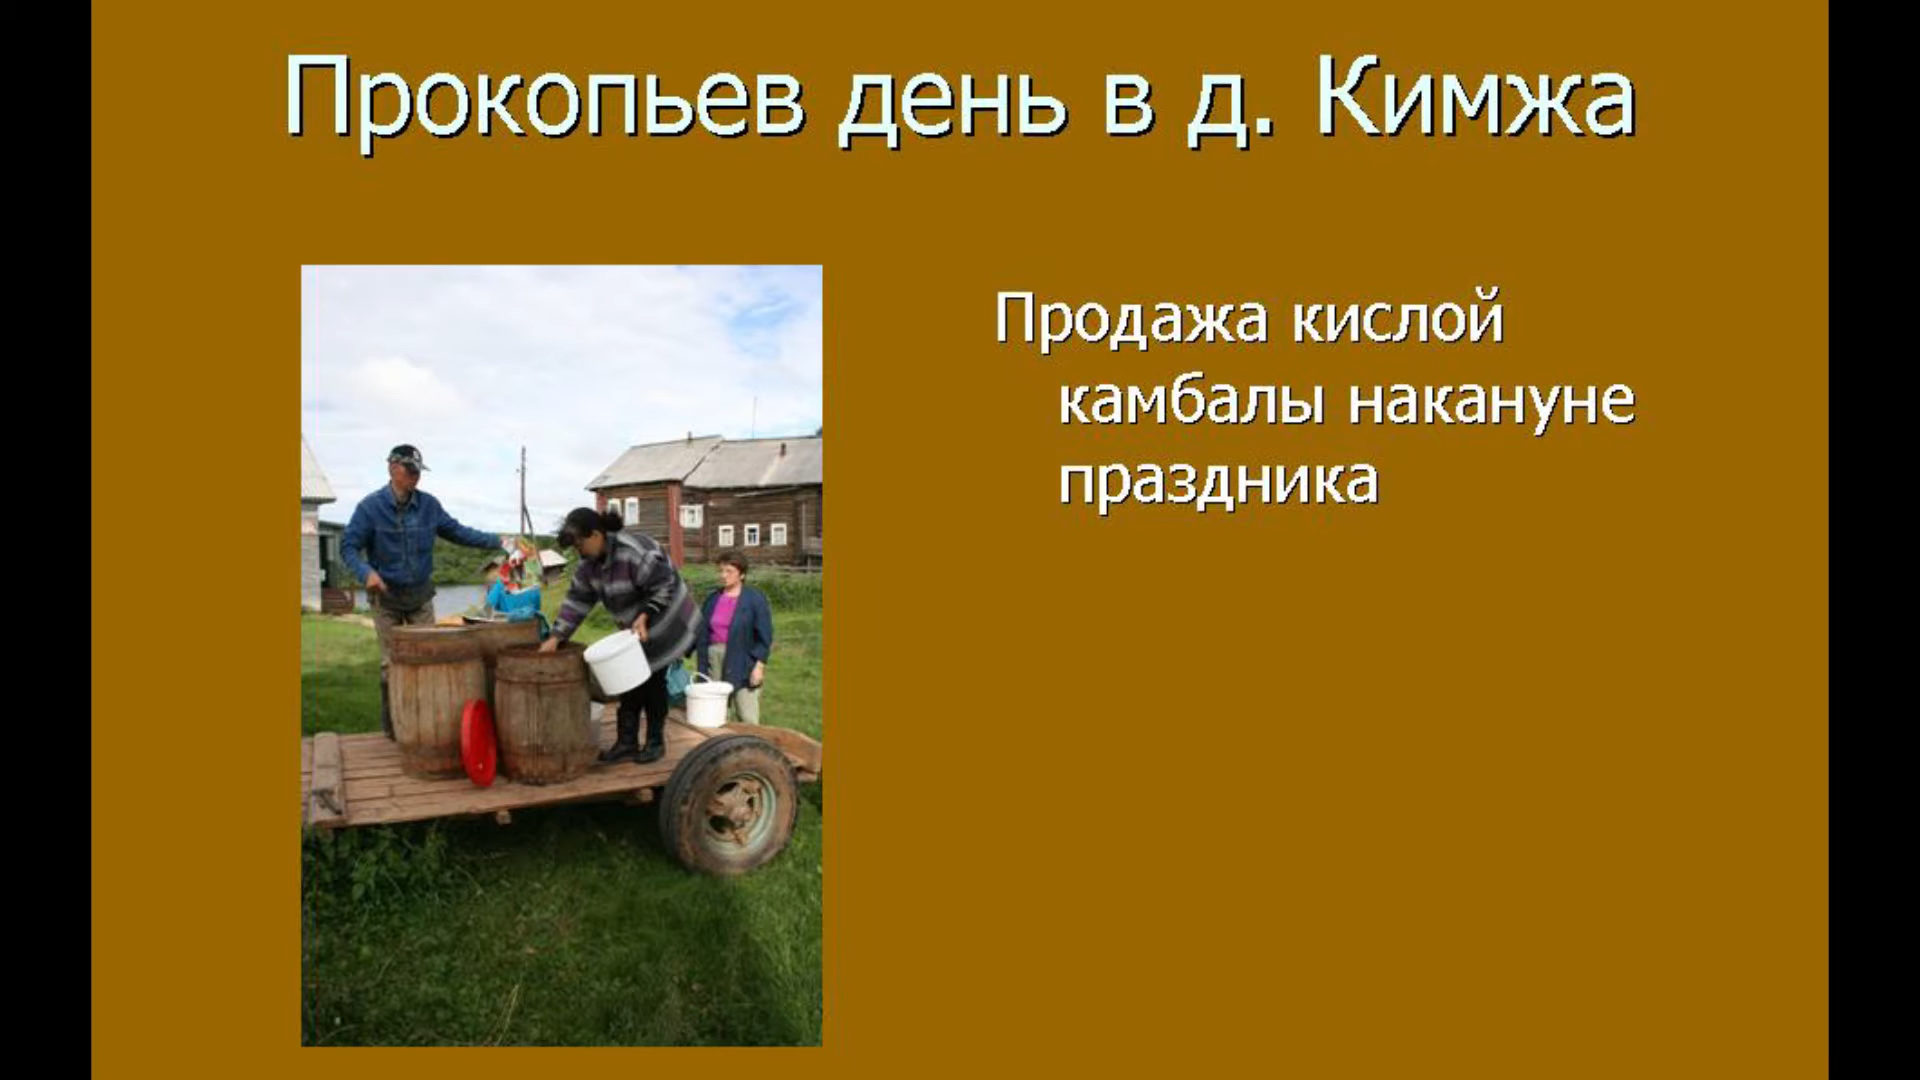 Прокопьев день в д. Кимжа
Продажа кислой
камбалы накануне
праздника